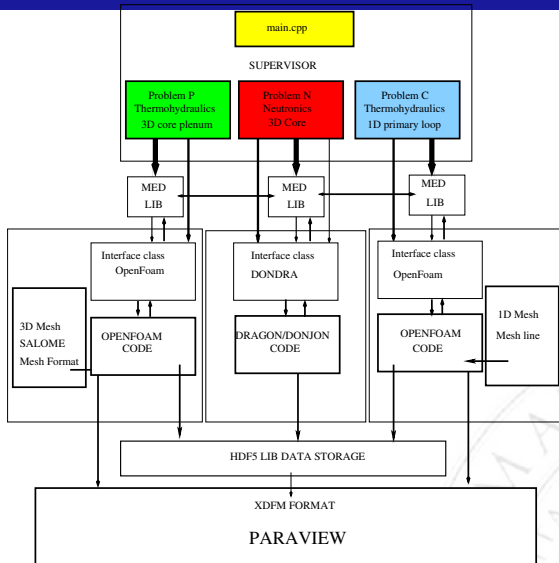 main.cpp
SUPERVISOR
Problem P
Thermohydraulics
3D core plenum
Problem N
Neutronics
3D Core
Problem C
Thermohydraulics
1D primary loop
MED
LIB
MED
LIB
MED
LIB
Interface class
OpenFoam
Interface class
DONDRA
Interface class
OpenFoam
3D Mesh
SALOME
Mesh Format
OPENFOAM
CODE
DRAGON/DONJON
CODE
OPENFOAM
CODE
1D Mesh
Mesh line
HDF5 LIB DATA STORAGE
XDFM FORMAT
PARAVIEW